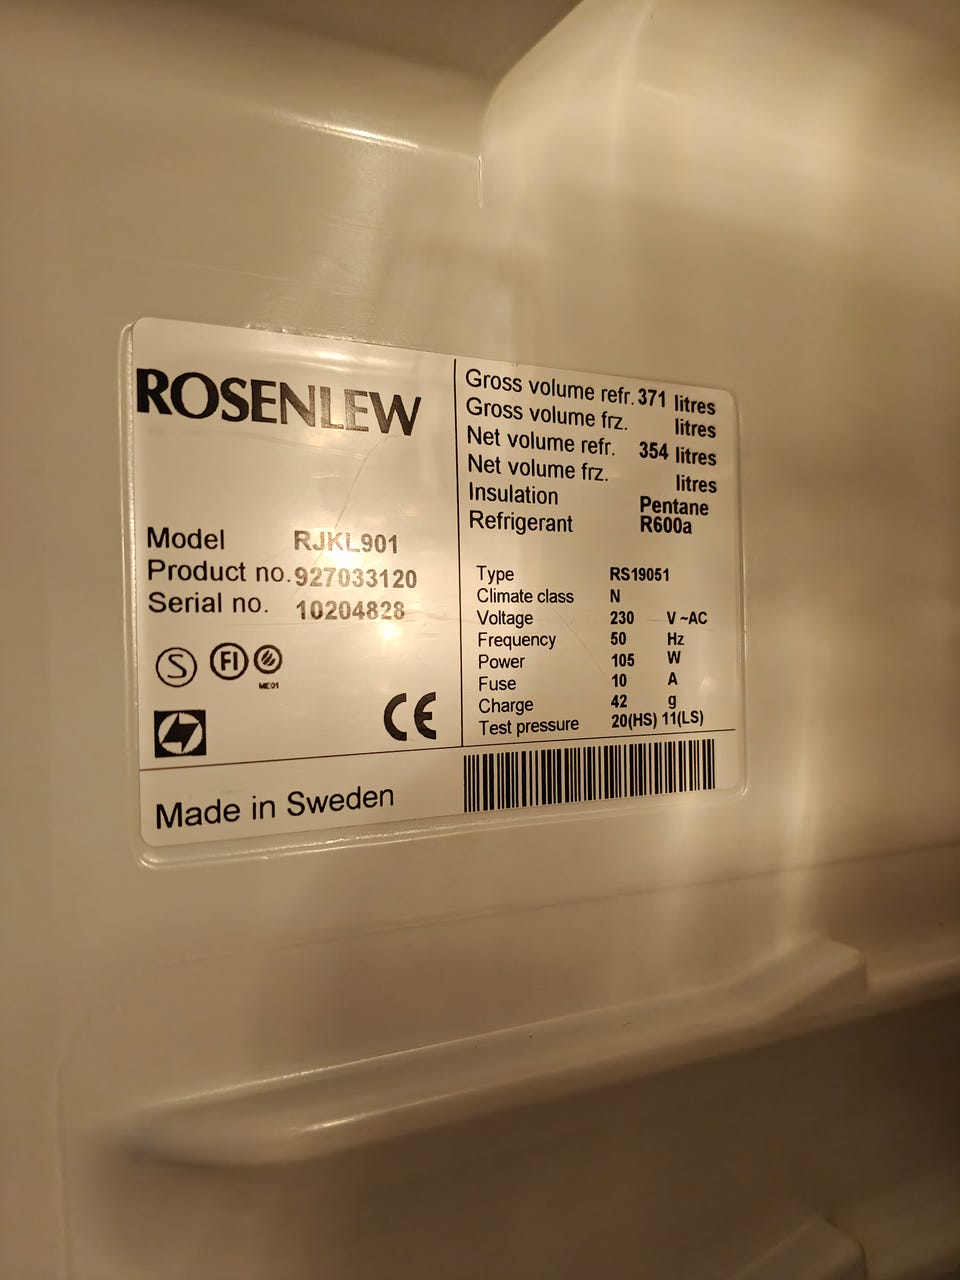 ROSENLEW
Model RJKL901
Product no. 927033120
Serial no. 10204828
S FI
ME01
CE
Made in Sweden
Gross volume refr. 371 litres
Gross volume frz. litres
Net volume refr. 354 litres
Net volume frz. litres
Insulation Pentane
Refrigerant R600a
Type RS19051
Climate class N
Voltage 230 V ~AC
Frequency 50 Hz
Power 105 W
Fuse 10 A
Charge 42 g
Test pressure 20(HS) 11(LS)